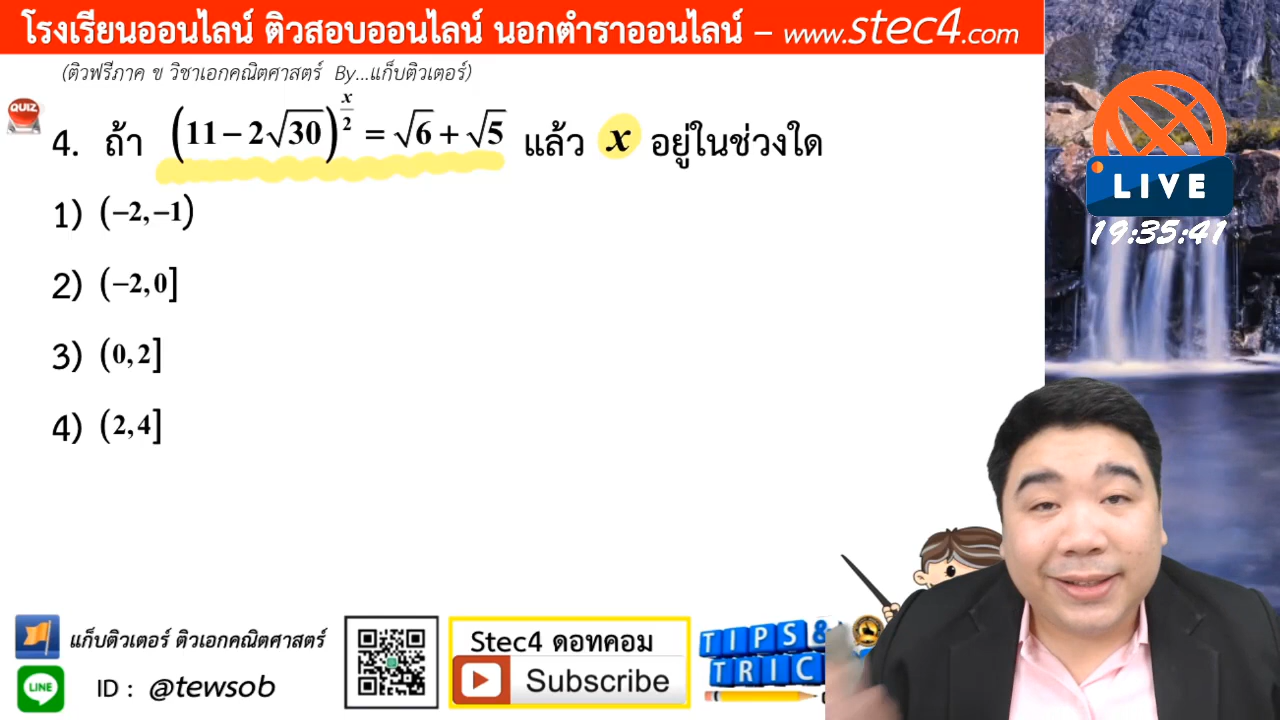 โรงเรียนออนไลน์ ติวสอบออนไลน์ นอกตำราออนไลน์ – www.stec4.com
(ติวฟรีภาค ข วิชาเอกคณิตศาสตร์ By...แก็บติวเตอร์)
QUIZ
4. ถ้า (11 − 2√30)^(x/2) = √6 + √5 แล้ว x อยู่ในช่วงใด
1) (−2, −1)
2) (−2, 0]
3) (0, 2]
4) (2, 4]
LIVE
19:35:41
แก็บติวเตอร์ ติวเอกคณิตศาสตร์
LINE
ID : @tewsob
Stec4 ดอทคอม
Subscribe
TIPS &
TRIC